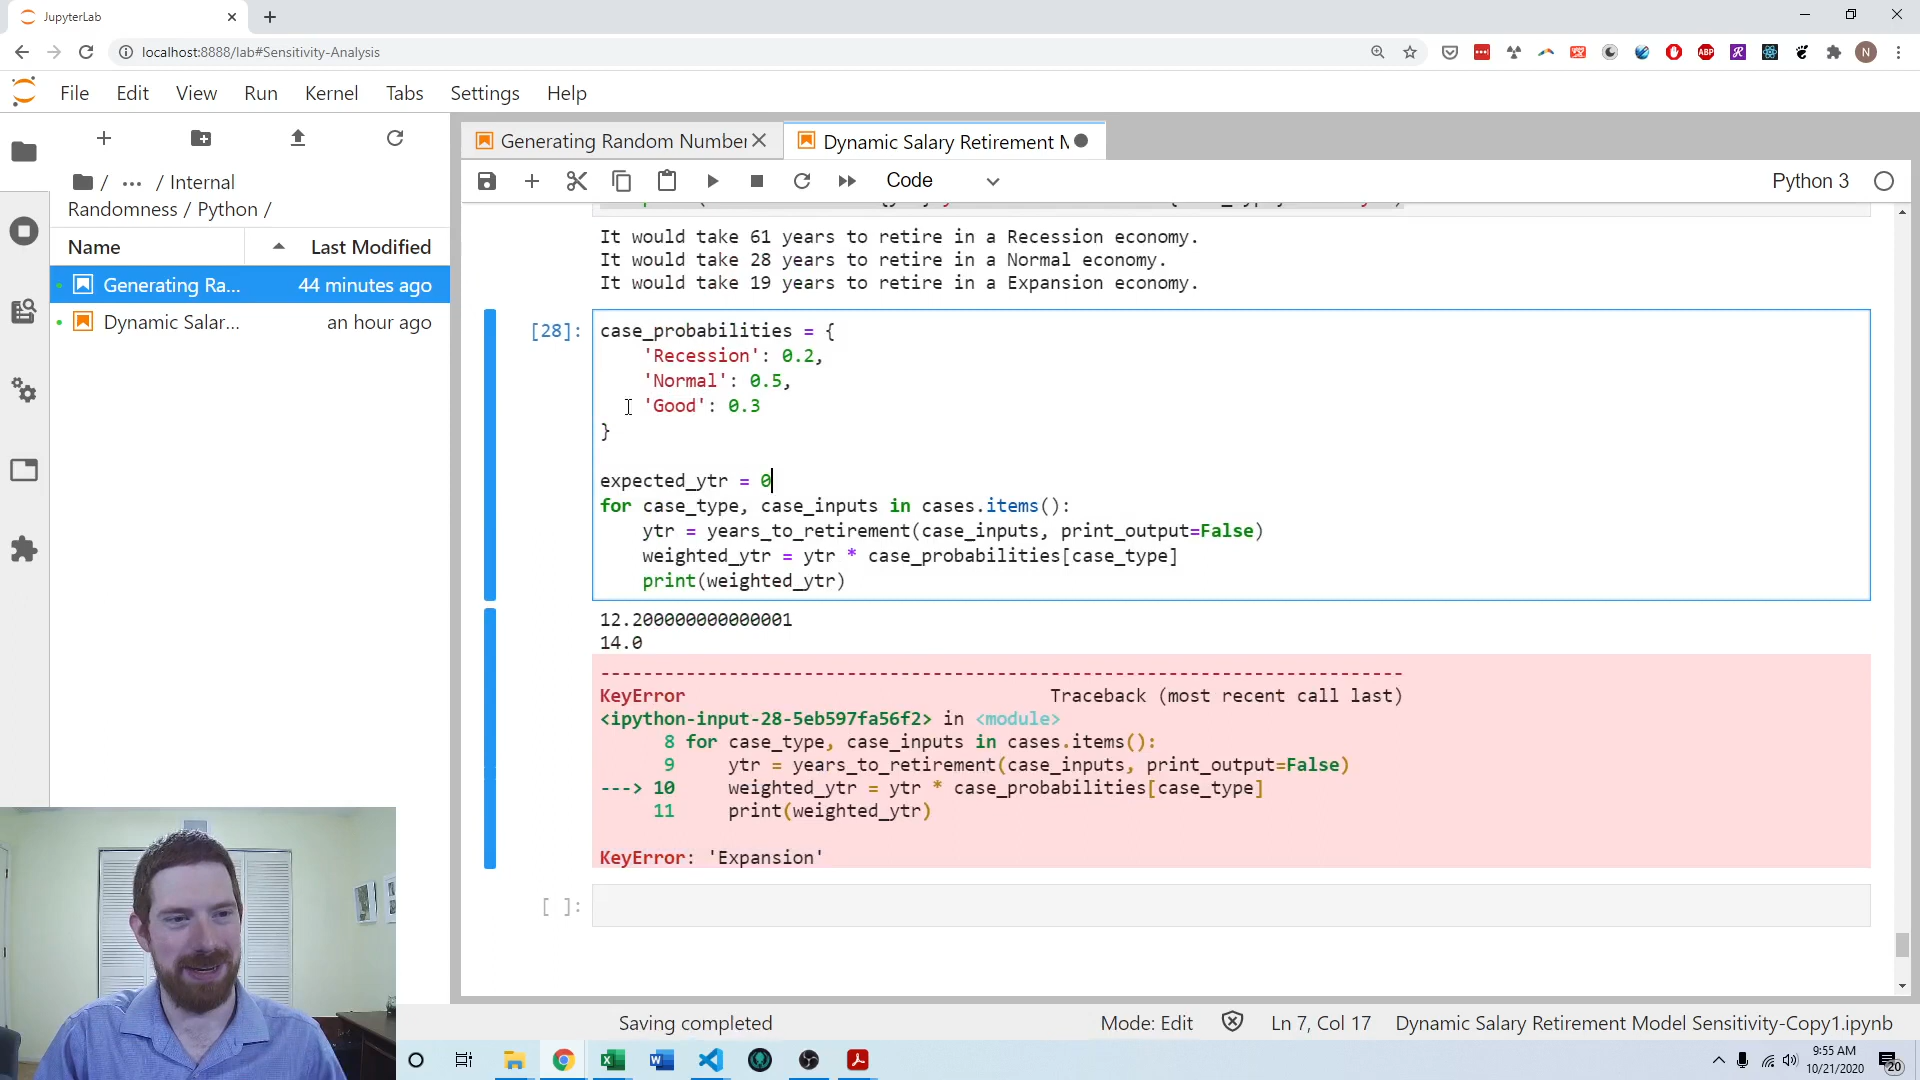 JupyterLab
localhost:8888/lab#Sensitivity-Analysis
File Edit View Run Kernel Tabs Settings Help
Generating Random Number
Dynamic Salary Retirement M
/ ... / Internal
Randomness / Python /
Code
Python 3
Name Last Modified
Generating Ra... 44 minutes ago
Dynamic Salar... an hour ago
It would take 61 years to retire in a Recession economy.
It would take 28 years to retire in a Normal economy.
It would take 19 years to retire in a Expansion economy.
[28]:
case_probabilities = {
'Recession': 0.2,
'Normal': 0.5,
'Good': 0.3
}
expected_ytr = 0
for case_type, case_inputs in cases.items():
ytr = years_to_retirement(case_inputs, print_output=False)
weighted_ytr = ytr * case_probabilities[case_type]
print(weighted_ytr)
12.200000000000001
14.0
---------------------------------------------------------------------------
KeyError Traceback (most recent call last)
<ipython-input-28-5eb597fa56f2> in <module>
8 for case_type, case_inputs in cases.items():
9 ytr = years_to_retirement(case_inputs, print_output=False)
---> 10 weighted_ytr = ytr * case_probabilities[case_type]
11 print(weighted_ytr)
KeyError: 'Expansion'
[ ]:
Saving completed
Mode: Edit
Ln 7, Col 17
Dynamic Salary Retirement Model Sensitivity-Copy1.ipynb
9:55 AM
10/21/2020
20
ABP
N